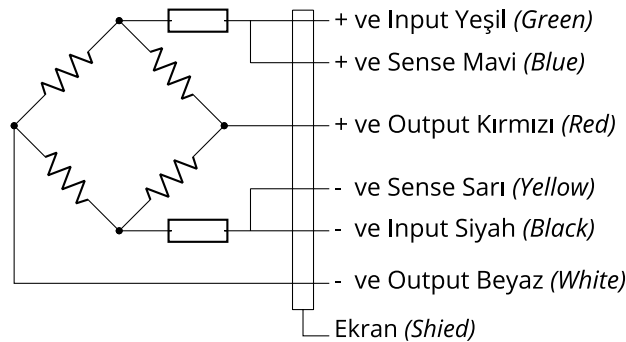 + ve Input Yeşil (Green)
+ ve Sense Mavi (Blue)
+ ve Output Kırmızı (Red)
- ve Sense Sarı (Yellow)
- ve Input Siyah (Black)
- ve Output Beyaz (White)
Ekran (Shied)